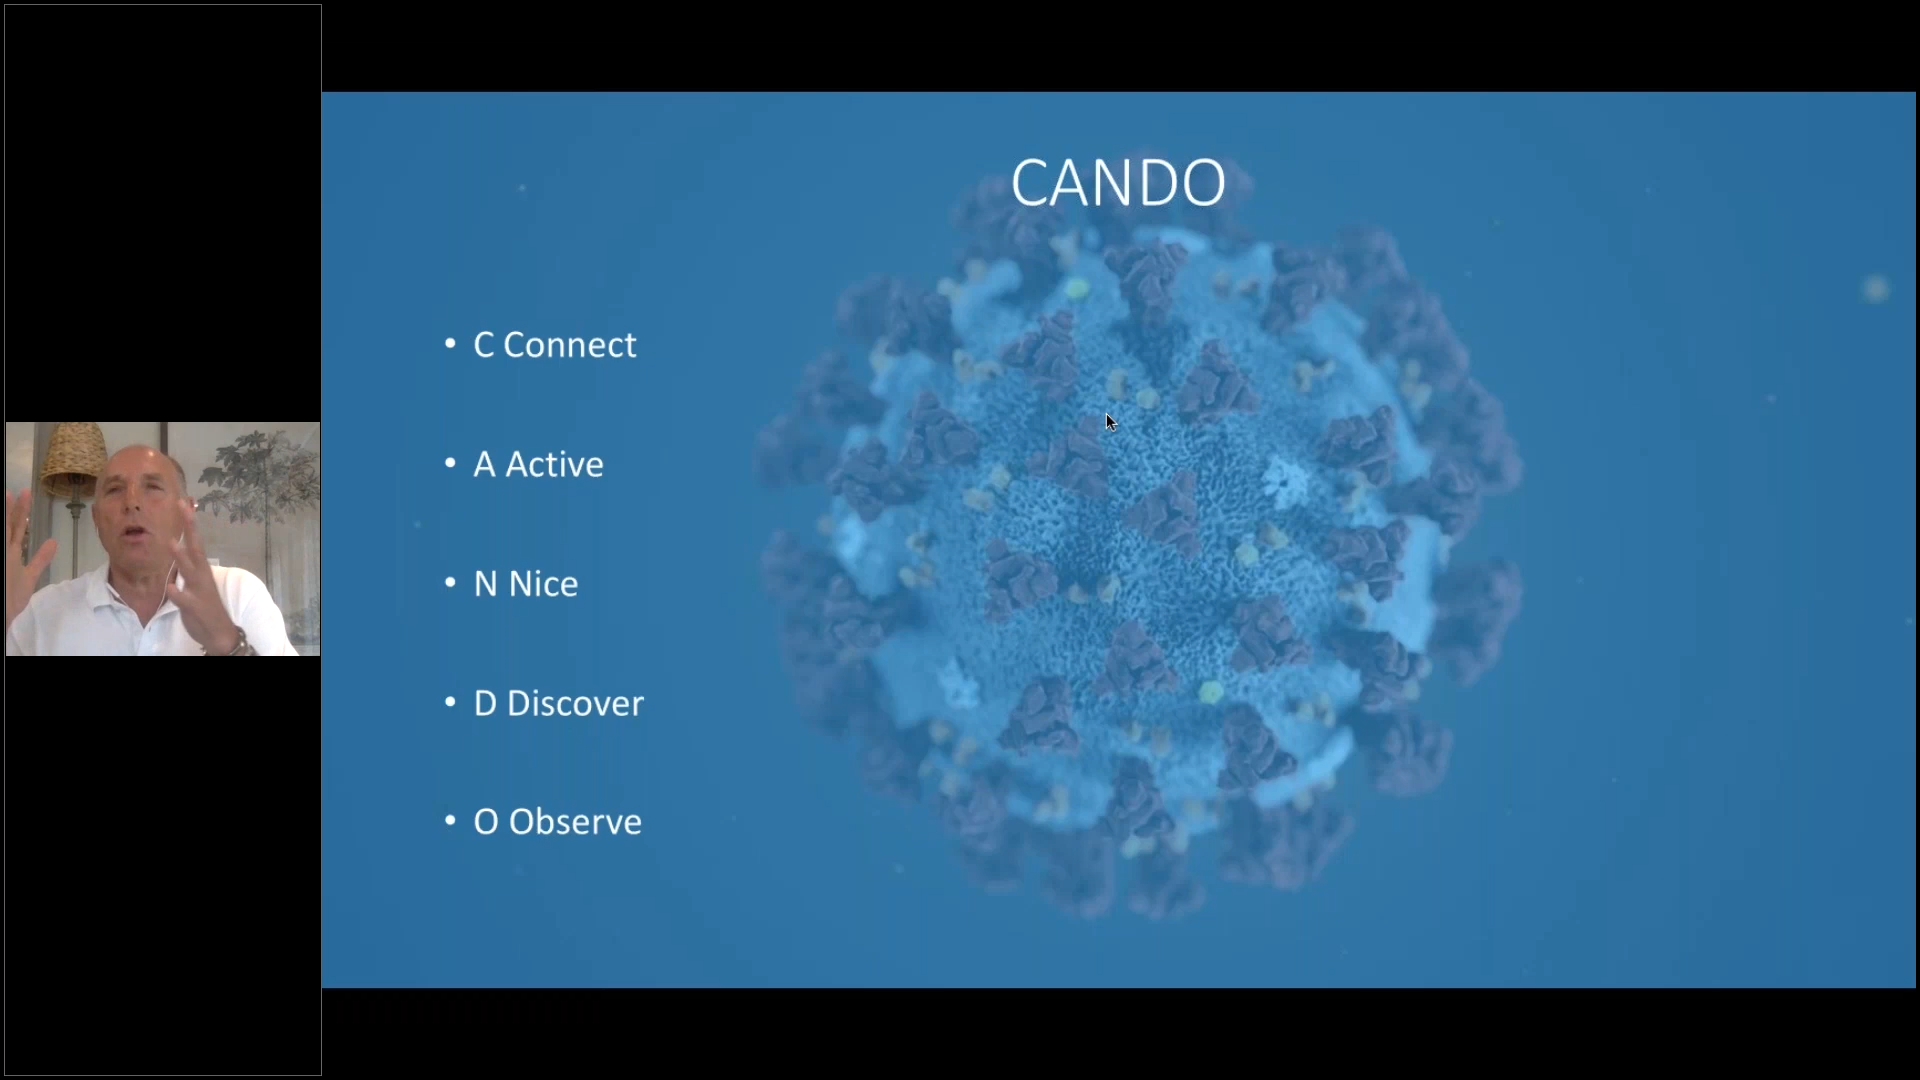 CANDO
• C Connect
• A Active
• N Nice
• D Discover
• O Observe